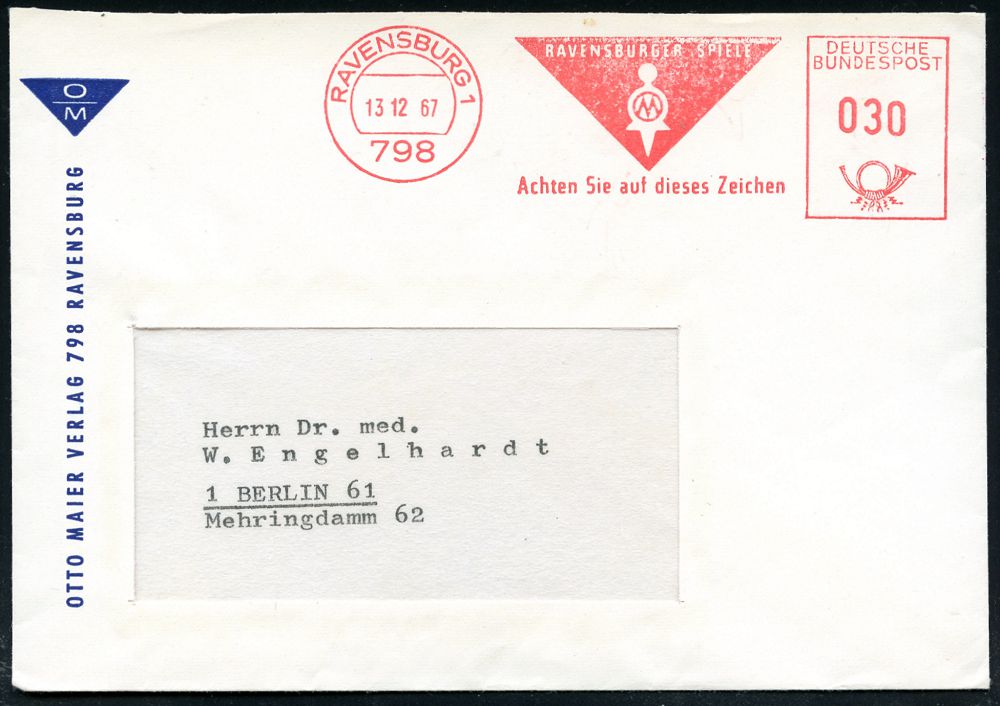 O
M
OTTO MAIER VERLAG 798 RAVENSBURG
RAVENSBURG 1
13 12 67
798
RAVENSBURGER SPIELE
M
Achten Sie auf dieses Zeichen
DEUTSCHE
BUNDESPOST
030
Herrn Dr. med.
W. E n g e l h a r d t
1 BERLIN 61
Mehringdamm 62